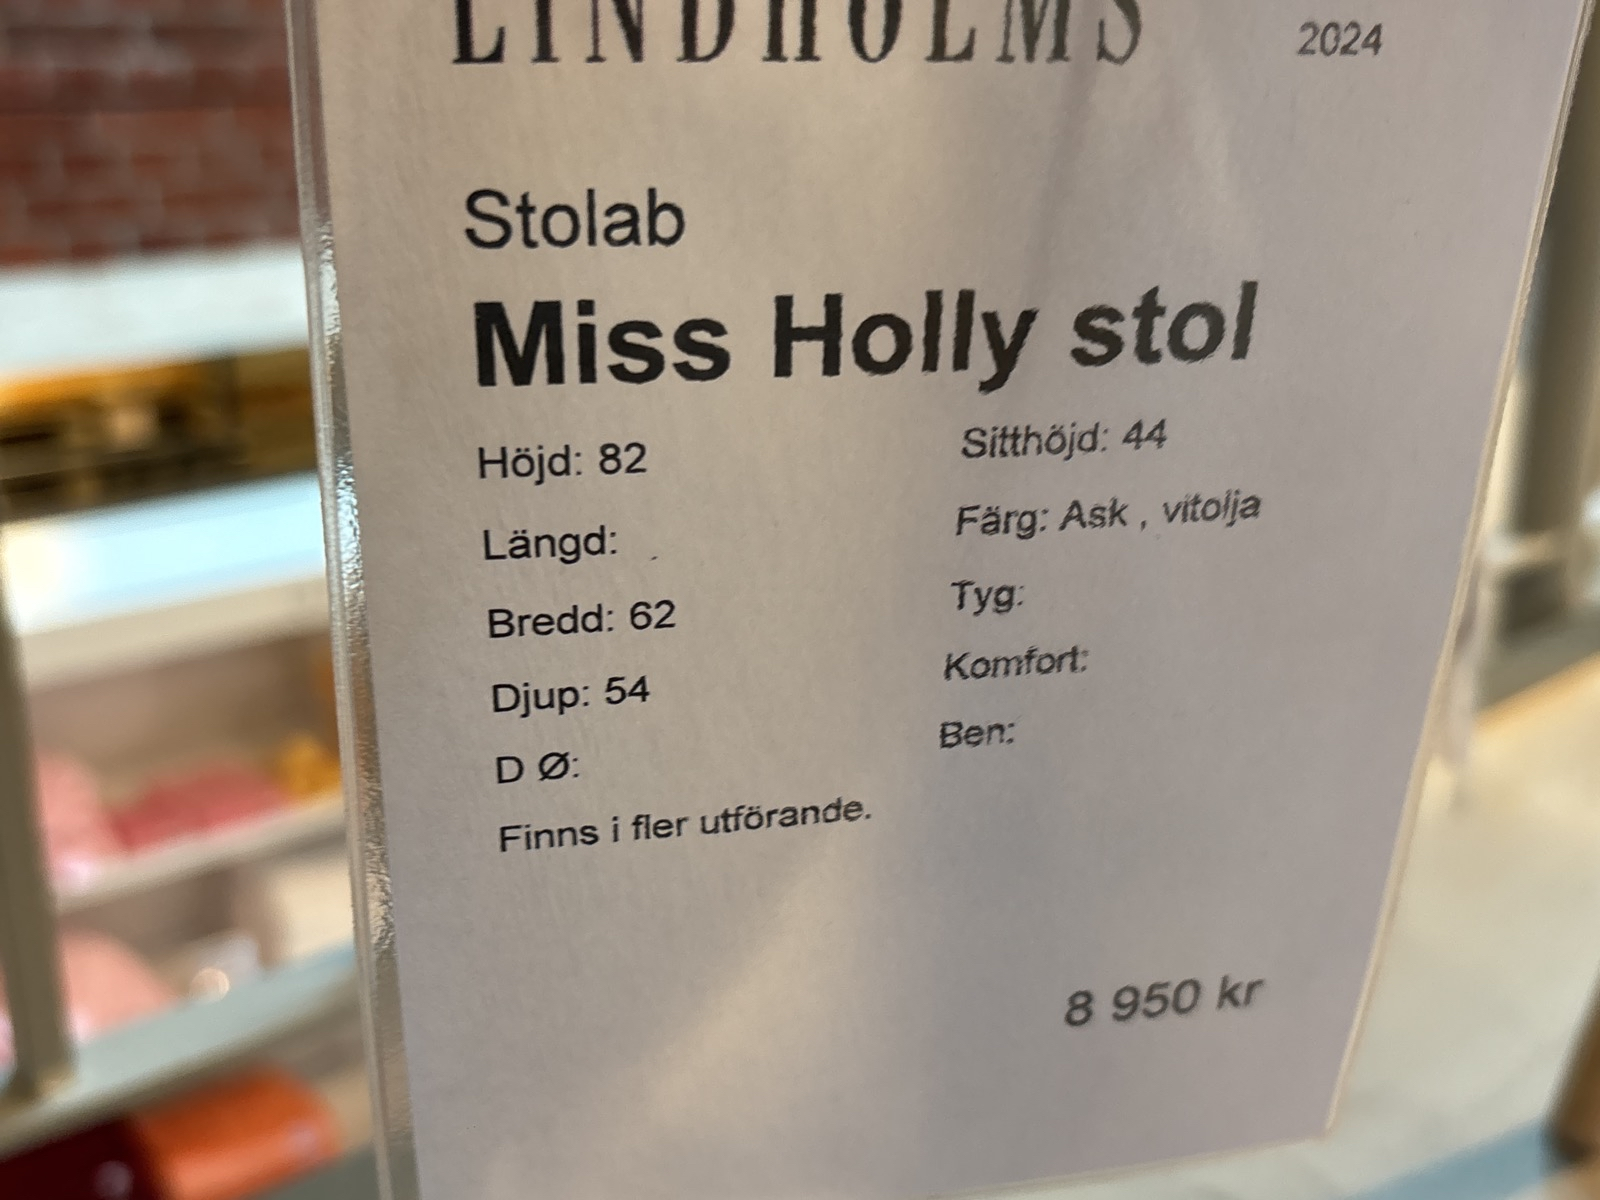 LINDHOLMS
2024
Stolab
Miss Holly stol
Höjd: 82
Längd:
Bredd: 62
Djup: 54
D Ø:
Finns i fler utförande.
Sitthöjd: 44
Färg: Ask , vitolja
Tyg:
Komfort:
Ben:
8 950 kr